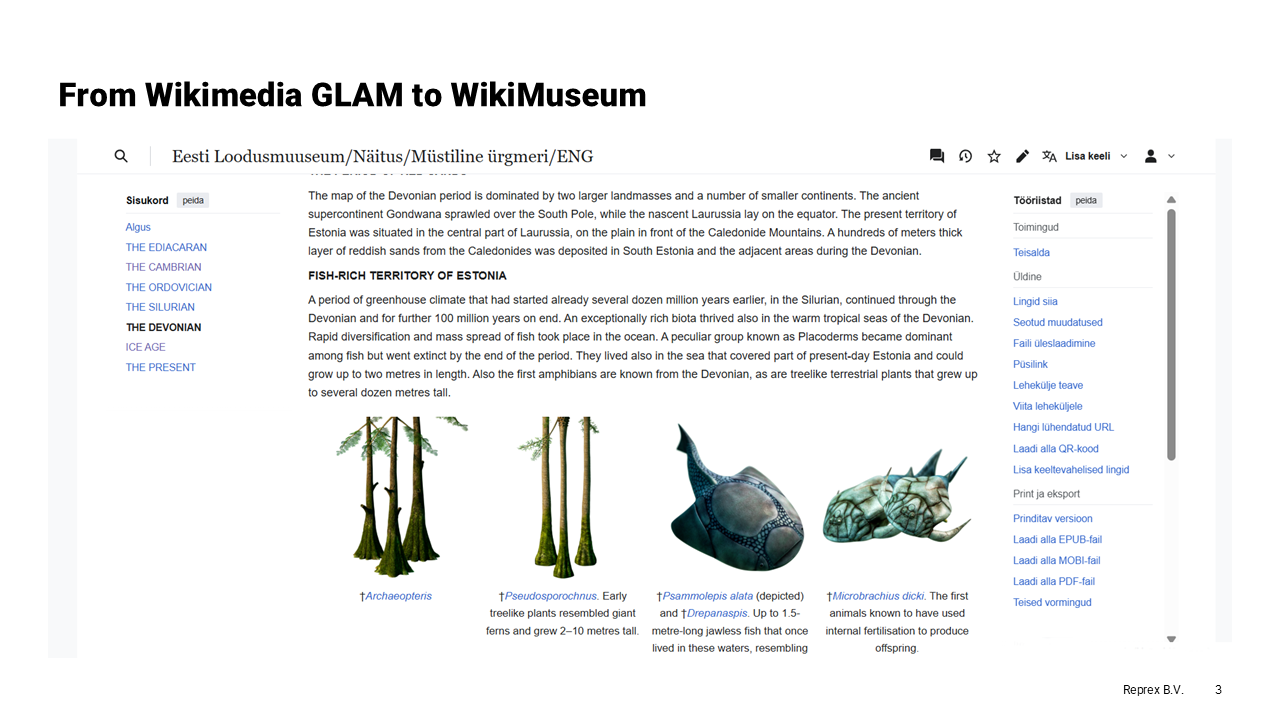 From Wikimedia GLAM to WikiMuseum
Eesti Loodusmuuseum/Näitus/Müstiline ürgmeri/ENG
Lisa keeli
Sisukord peida
Algus
THE EDIACARAN
THE CAMBRIAN
THE ORDOVICIAN
THE SILURIAN
THE DEVONIAN
ICE AGE
THE PRESENT
The map of the Devonian period is dominated by two larger landmasses and a number of smaller continents. The ancient
supercontinent Gondwana sprawled over the South Pole, while the nascent Laurussia lay on the equator. The present territory of
Estonia was situated in the central part of Laurussia, on the plain in front of the Caledonide Mountains. A hundreds of meters thick
layer of reddish sands from the Caledonides was deposited in South Estonia and the adjacent areas during the Devonian.
FISH-RICH TERRITORY OF ESTONIA
A period of greenhouse climate that had started already several dozen million years earlier, in the Silurian, continued through the
Devonian and for further 100 million years on end. An exceptionally rich biota thrived also in the warm tropical seas of the Devonian.
Rapid diversification and mass spread of fish took place in the ocean. A peculiar group known as Placoderms became dominant
among fish but went extinct by the end of the period. They lived also in the sea that covered part of present-day Estonia and could
grow up to two metres in length. Also the first amphibians are known from the Devonian, as are treelike terrestrial plants that grew up
to several dozen metres tall.
†Archaeopteris
†Pseudosporochnus. Early
treelike plants resembled giant
ferns and grew 2–10 metres tall.
†Psammolepis alata (depicted)
and †Drepanaspis. Up to 1.5-
metre-long jawless fish that once
lived in these waters, resembling
†Microbrachius dicki. The first
animals known to have used
internal fertilisation to produce
offspring.
Tööriistad peida
Toimingud
Teisalda
Üldine
Lingid siia
Seotud muudatused
Faili üleslaadimine
Püsilink
Lehekülje teave
Viita leheküljele
Hangi lühendatud URL
Laadi alla QR-kood
Lisa keeltevahelised lingid
Print ja eksport
Prinditav versioon
Laadi alla EPUB-fail
Laadi alla MOBI-fail
Laadi alla PDF-fail
Teised vormingud
Reprex B.V. 3